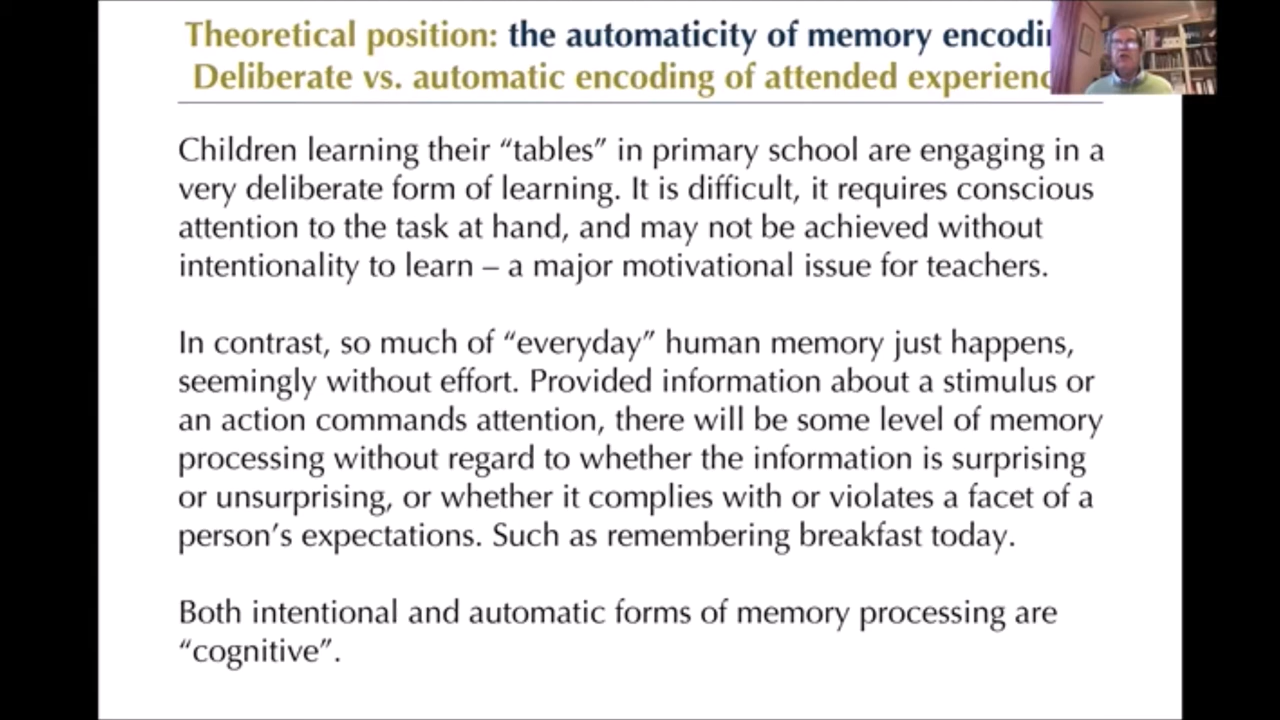 Theoretical position: the automaticity of memory
Deliberate vs. automatic encoding of attended
Children learning their “tables” in primary school are engaging in a
very deliberate form of learning. It is difficult, it requires conscious
attention to the task at hand, and may not be achieved without
intentionality to learn – a major motivational issue for teachers.
In contrast, so much of “everyday” human memory just happens,
seemingly without effort. Provided information about a stimulus or
an action commands attention, there will be some level of memory
processing without regard to whether the information is surprising
or unsurprising, or whether it complies with or violates a facet of a
person’s expectations. Such as remembering breakfast today.
Both intentional and automatic forms of memory processing are
“cognitive”.